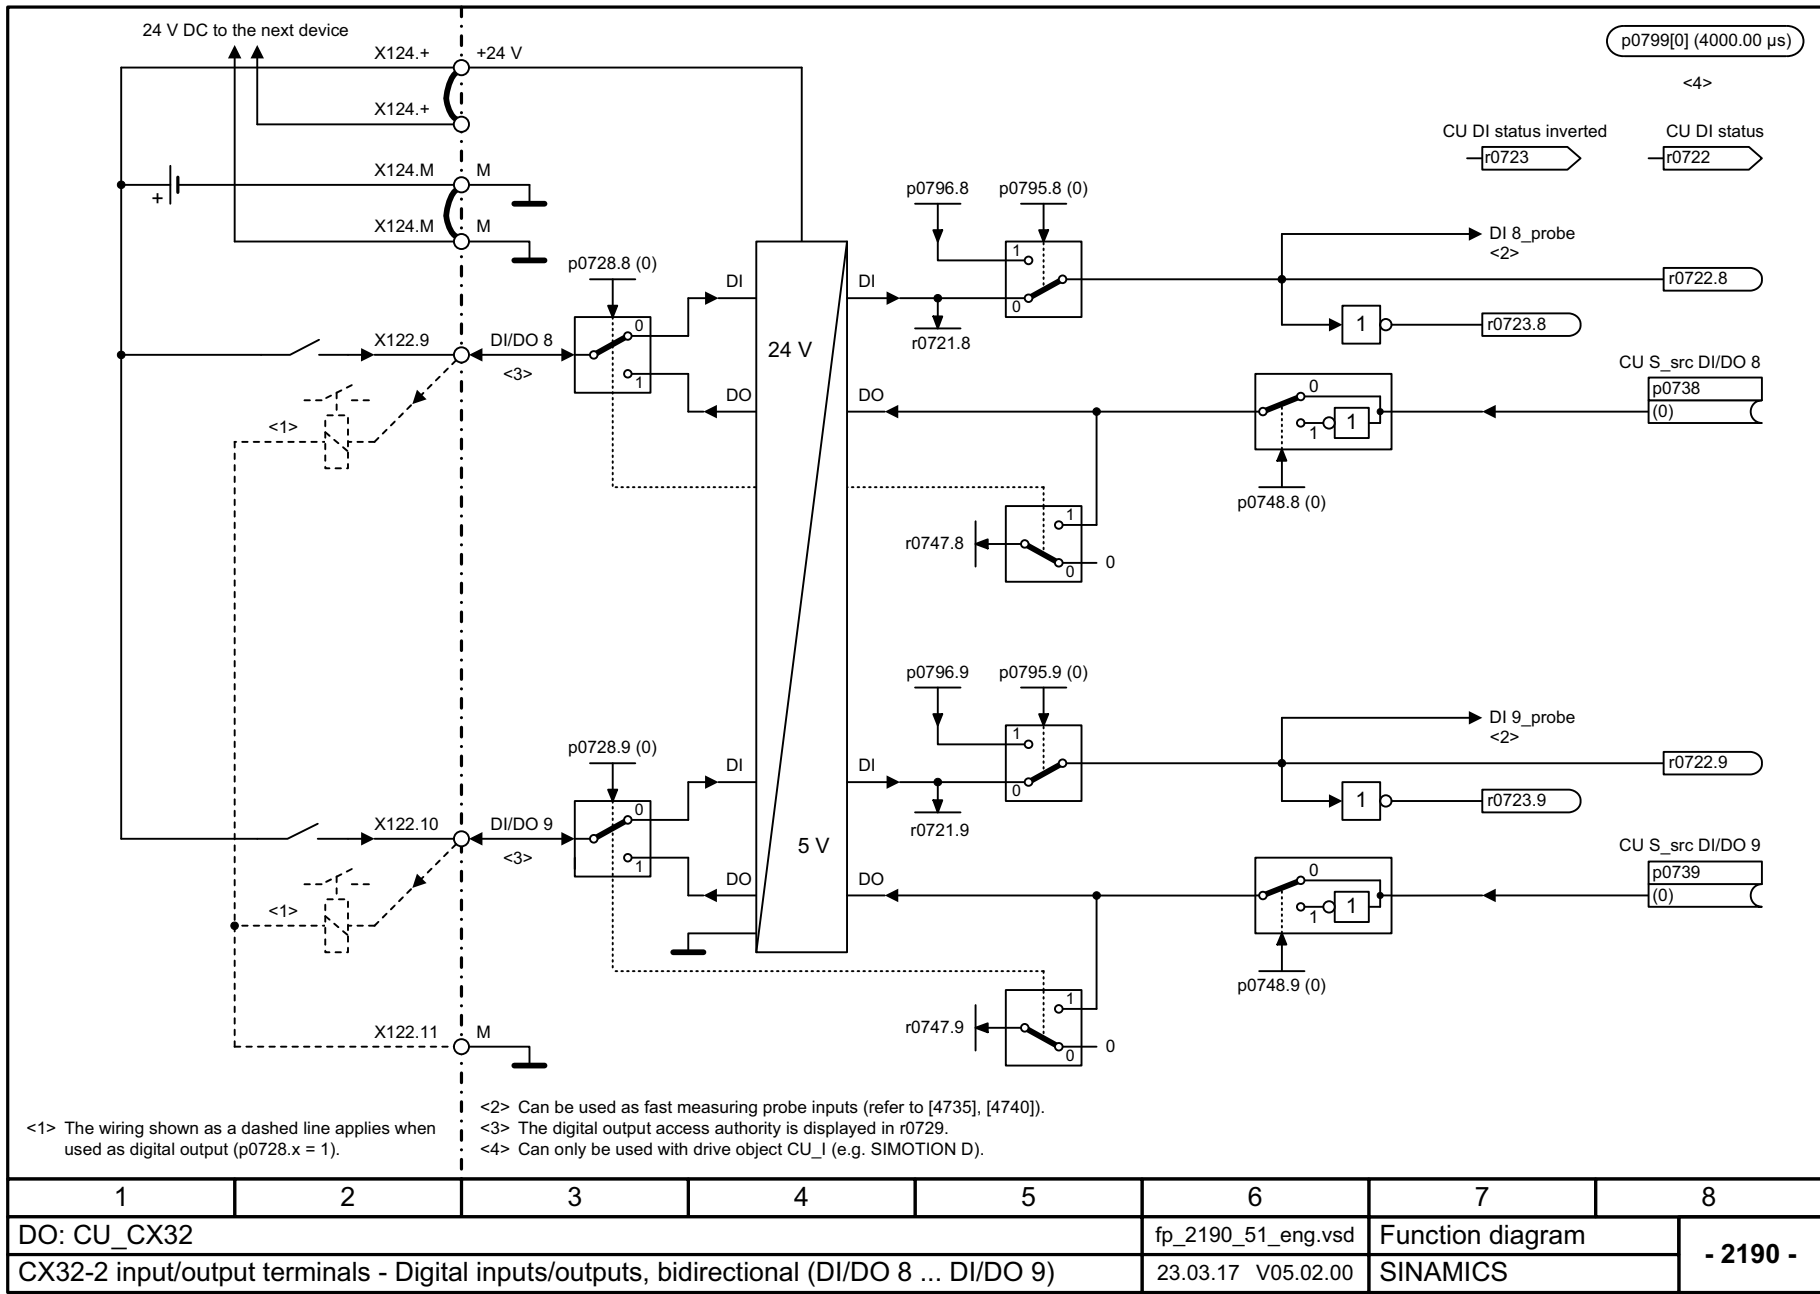 24 V DC to the next device
X124.+
+24 V
p0799[0] (4000.00 µs)
<4>
X124.+
CU DI status inverted
CU DI status
r0723
r0722
X124.M
M
+
p0796.8
p0795.8 (0)
X124.M
M
DI 8_probe
<2>
1
0
p0728.8 (0)
DI
DI
r0722.8
r0721.8
1
r0723.8
X122.9
DI/DO 8
<3>
0
1
24 V
CU S_src DI/DO 8
p0738
(0)
DO
DO
0
1
1
<1>
p0748.8 (0)
r0747.8
1
0
0
p0796.9
p0795.9 (0)
DI 9_probe
<2>
1
0
p0728.9 (0)
DI
DI
r0722.9
r0721.9
1
r0723.9
X122.10
DI/DO 9
<3>
0
1
5 V
CU S_src DI/DO 9
p0739
(0)
DO
DO
0
1
1
<1>
p0748.9 (0)
r0747.9
1
0
0
X122.11
M
<1> The wiring shown as a dashed line applies when
used as digital output (p0728.x = 1).
<2> Can be used as fast measuring probe inputs (refer to [4735], [4740]).
<3> The digital output access authority is displayed in r0729.
<4> Can only be used with drive object CU_I (e.g. SIMOTION D).
1 2 3 4 5 6 7 8
DO: CU_CX32
fp_2190_51_eng.vsd
Function diagram
- 2190 -
CX32-2 input/output terminals - Digital inputs/outputs, bidirectional (DI/DO 8 ... DI/DO 9)
23.03.17 V05.02.00
SINAMICS